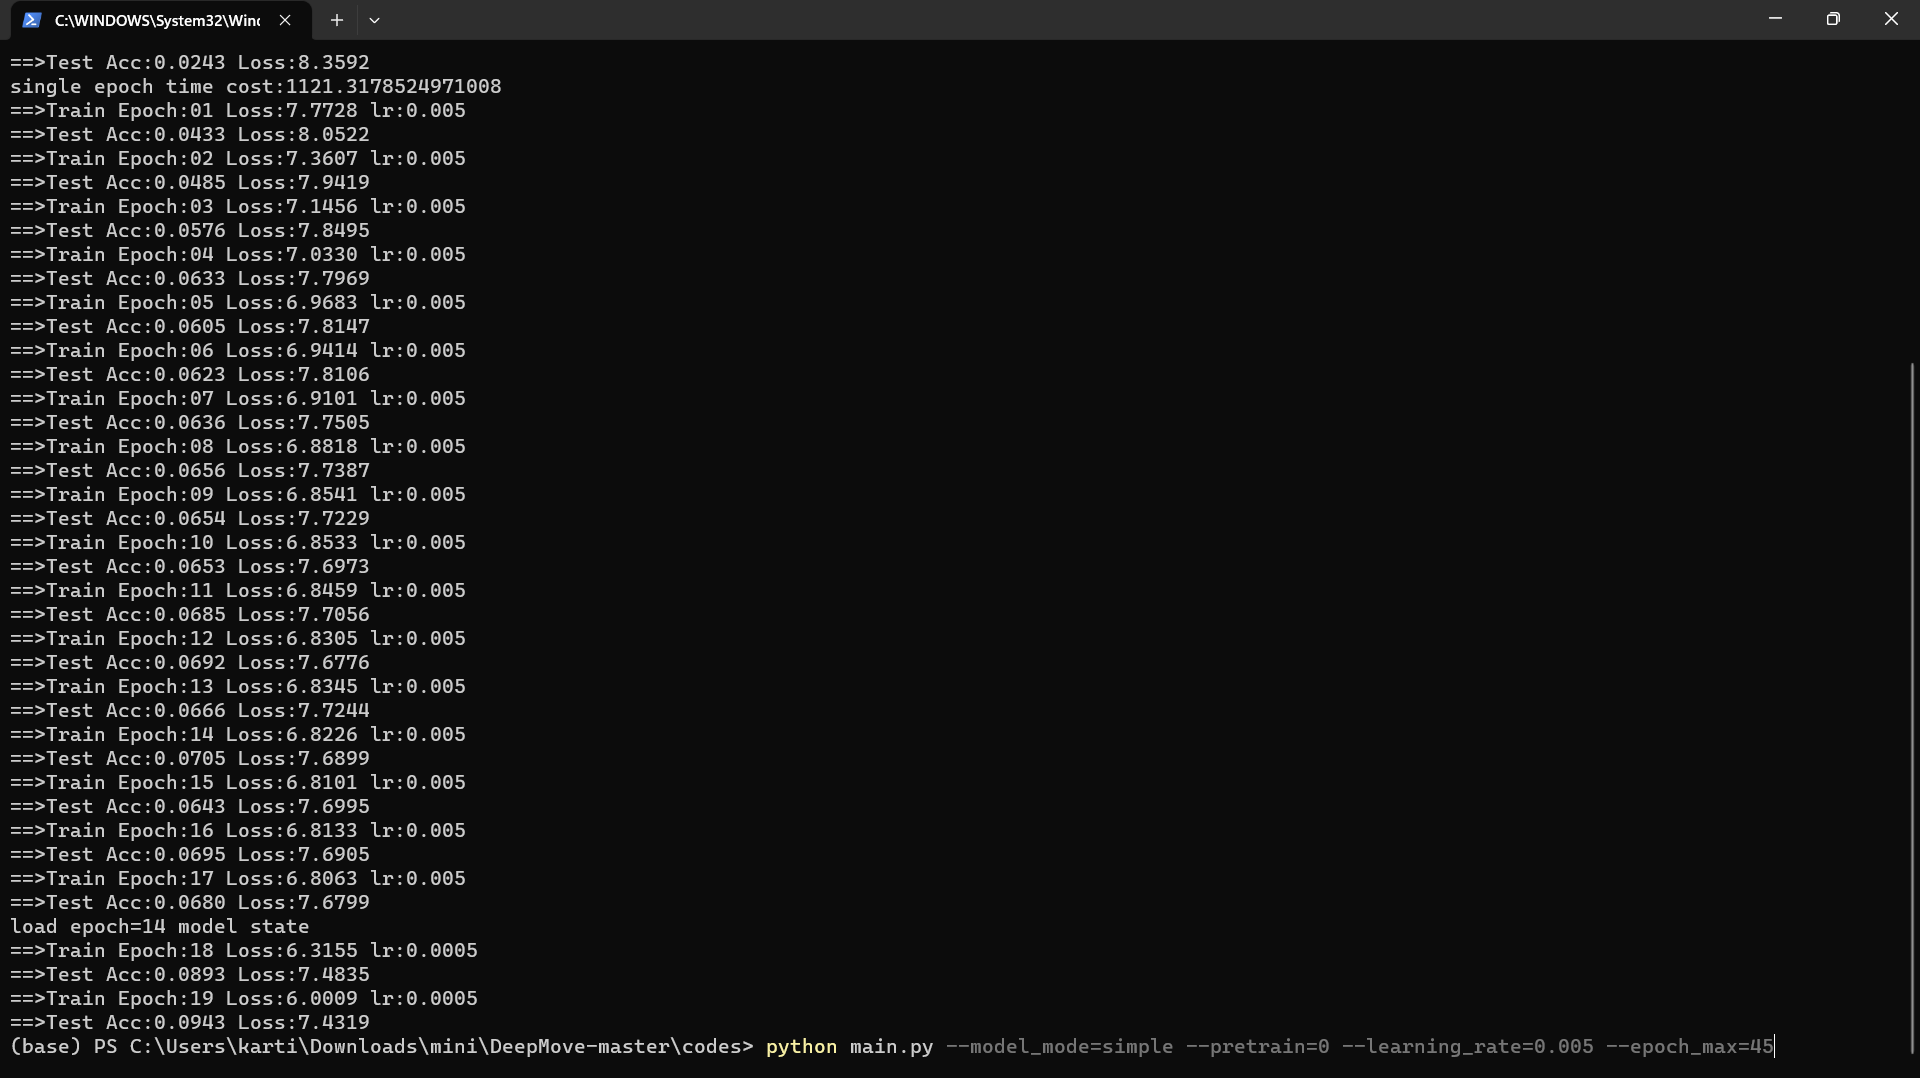 C:\WINDOWS\System32\Wind
==>Test Acc:0.0243 Loss:8.3592
single epoch time cost:1121.3178524971008
==>Train Epoch:01 Loss:7.7728 lr:0.005
==>Test Acc:0.0433 Loss:8.0522
==>Train Epoch:02 Loss:7.3607 lr:0.005
==>Test Acc:0.0485 Loss:7.9419
==>Train Epoch:03 Loss:7.1456 lr:0.005
==>Test Acc:0.0576 Loss:7.8495
==>Train Epoch:04 Loss:7.0330 lr:0.005
==>Test Acc:0.0633 Loss:7.7969
==>Train Epoch:05 Loss:6.9683 lr:0.005
==>Test Acc:0.0605 Loss:7.8147
==>Train Epoch:06 Loss:6.9414 lr:0.005
==>Test Acc:0.0623 Loss:7.8106
==>Train Epoch:07 Loss:6.9101 lr:0.005
==>Test Acc:0.0636 Loss:7.7505
==>Train Epoch:08 Loss:6.8818 lr:0.005
==>Test Acc:0.0656 Loss:7.7387
==>Train Epoch:09 Loss:6.8541 lr:0.005
==>Test Acc:0.0654 Loss:7.7229
==>Train Epoch:10 Loss:6.8533 lr:0.005
==>Test Acc:0.0653 Loss:7.6973
==>Train Epoch:11 Loss:6.8459 lr:0.005
==>Test Acc:0.0685 Loss:7.7056
==>Train Epoch:12 Loss:6.8305 lr:0.005
==>Test Acc:0.0692 Loss:7.6776
==>Train Epoch:13 Loss:6.8345 lr:0.005
==>Test Acc:0.0666 Loss:7.7244
==>Train Epoch:14 Loss:6.8226 lr:0.005
==>Test Acc:0.0705 Loss:7.6899
==>Train Epoch:15 Loss:6.8101 lr:0.005
==>Test Acc:0.0643 Loss:7.6995
==>Train Epoch:16 Loss:6.8133 lr:0.005
==>Test Acc:0.0695 Loss:7.6905
==>Train Epoch:17 Loss:6.8063 lr:0.005
==>Test Acc:0.0680 Loss:7.6799
load epoch=14 model state
==>Train Epoch:18 Loss:6.3155 lr:0.0005
==>Test Acc:0.0893 Loss:7.4835
==>Train Epoch:19 Loss:6.0009 lr:0.0005
==>Test Acc:0.0943 Loss:7.4319
(base) PS C:\Users\karti\Downloads\mini\DeepMove-master\codes> python main.py --model_mode=simple --pretrain=0 --learning_rate=0.005 --epoch_max=45